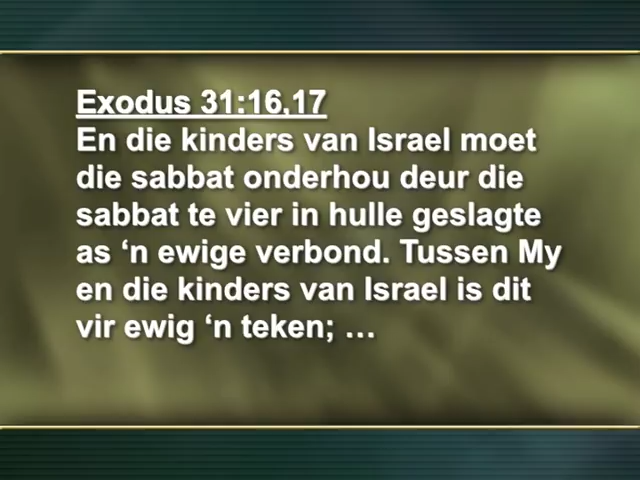 Exodus 31:16,17
En die kinders van Israel moet
die sabbat onderhou deur die
sabbat te vier in hulle geslagte
as ‘n ewige verbond. Tussen My
en die kinders van Israel is dit
vir ewig ‘n teken; …